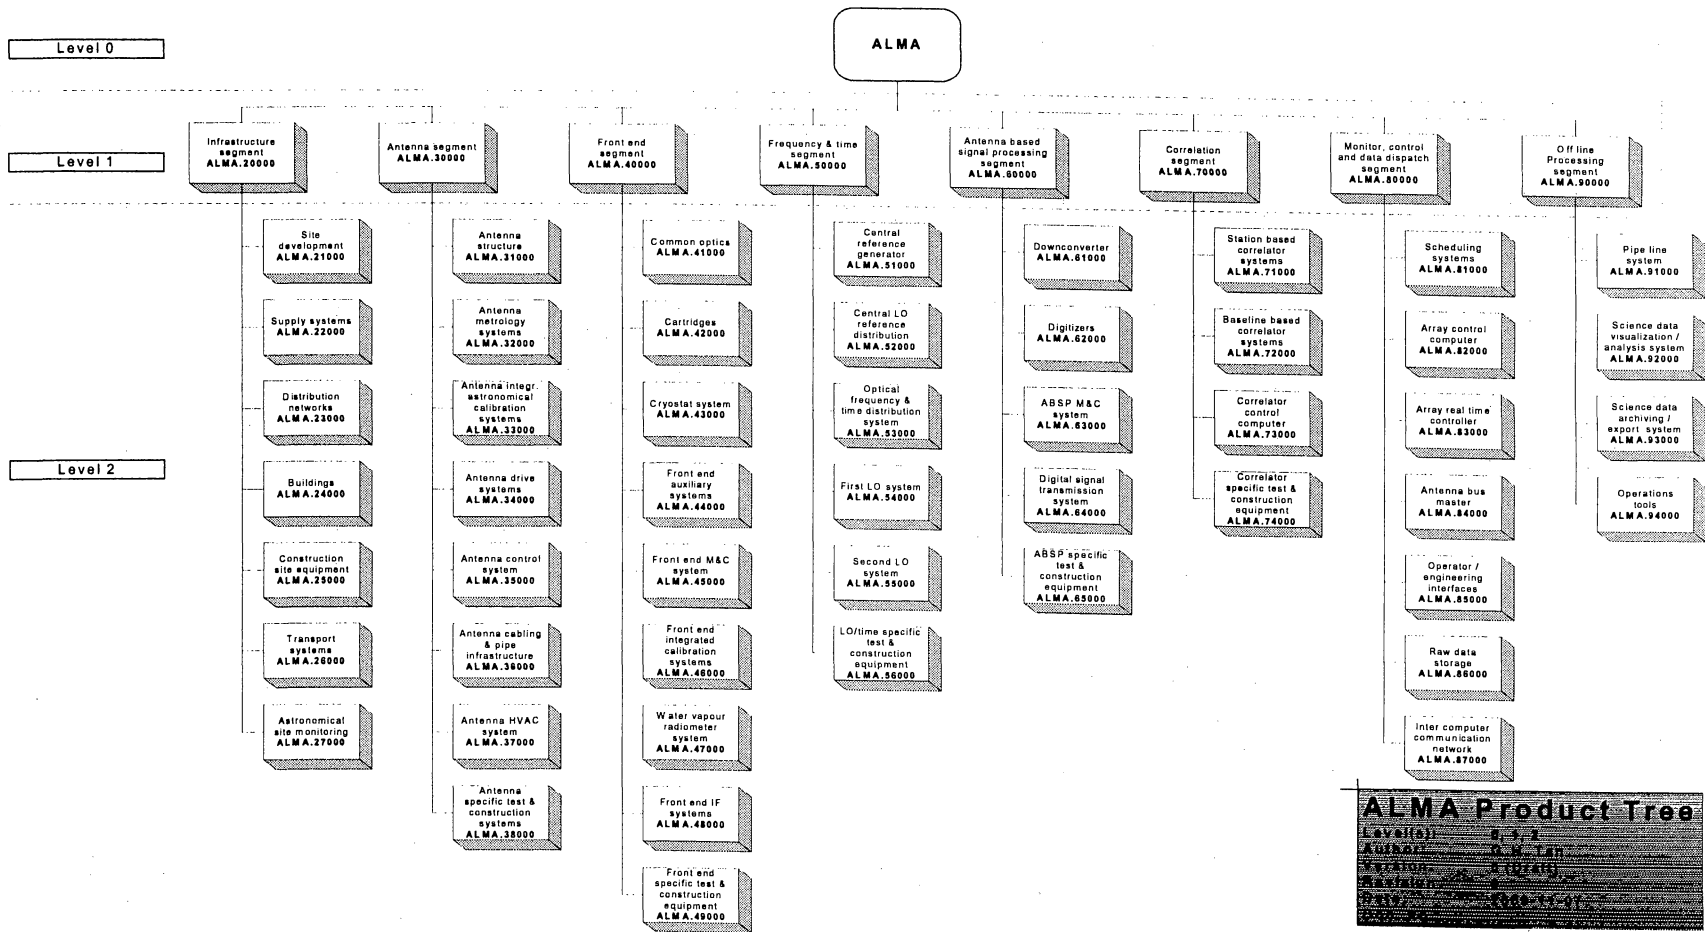 Level 0
ALMA
Level 1
Infrastructure
segment
ALMA.20000
Antenna segment
ALMA.30000
Front end
segment
ALMA.40000
Frequency & time
segment
ALMA.50000
Antenna based
signal processing
segment
ALMA.60000
Correlation
segment
ALMA.70000
Monitor, control
and data dispatch
segment
ALMA.80000
Off line
Processing
segment
ALMA.90000
Level 2
Site
development
ALMA.21000
Supply systems
ALMA.22000
Distribution
networks
ALMA.23000
Buildings
ALMA.24000
Construction
site equipment
ALMA.25000
Transport
systems
ALMA.26000
Astronomical
site monitoring
ALMA.27000
Antenna
structure
ALMA.31000
Antenna
metrology
systems
ALMA.32000
Antenna integr.
astronomical
calibration
systems
ALMA.33000
Antenna drive
systems
ALMA.34000
Antenna control
system
ALMA.35000
Antenna cabling
& pipe
infrastructure
ALMA.36000
Antenna HVAC
system
ALMA.37000
Antenna
specific test &
construction
systems
ALMA.38000
Common optics
ALMA.41000
Cartridges
ALMA.42000
Cryostat system
ALMA.43000
Front end
auxiliary
systems
ALMA.44000
Front end M&C
system
ALMA.45000
Front end
integrated
calibration
systems
ALMA.46000
Water vapour
radiometer
system
ALMA.47000
Front end IF
systems
ALMA.48000
Front end
specific test &
construction
equipment
ALMA.49000
Central
reference
generator
ALMA.51000
Central LO
reference
distribution
ALMA.52000
Optical
frequency &
time distribution
system
ALMA.53000
First LO system
ALMA.54000
Second LO
system
ALMA.55000
LO/time specific
test &
construction
equipment
ALMA.56000
Downconverter
ALMA.61000
Digitizers
ALMA.62000
ABSP M&C
system
ALMA.63000
Digital signal
transmission
system
ALMA.64000
ABSP specific
test &
construction
equipment
ALMA.65000
Station based
correlator
systems
ALMA.71000
Baseline based
correlator
systems
ALMA.72000
Correlator
control
computer
ALMA.73000
Correlator
specific test &
construction
equipment
ALMA.74000
Scheduling
systems
ALMA.81000
Array control
computer
ALMA.82000
Array real time
controller
ALMA.83000
Antenna bus
master
ALMA.84000
Operator /
engineering
interfaces
ALMA.85000
Raw data
storage
ALMA.86000
Inter computer
communication
network
ALMA.87000
Pipe line
system
ALMA.91000
Science data
visualization /
analysis system
ALMA.92000
Science data
archiving /
export system
ALMA.93000
Operations
tools
ALMA.94000
ALMA Product Tree
Level(s): 0, 1, 2
Author:
Version:
Revision
Date: